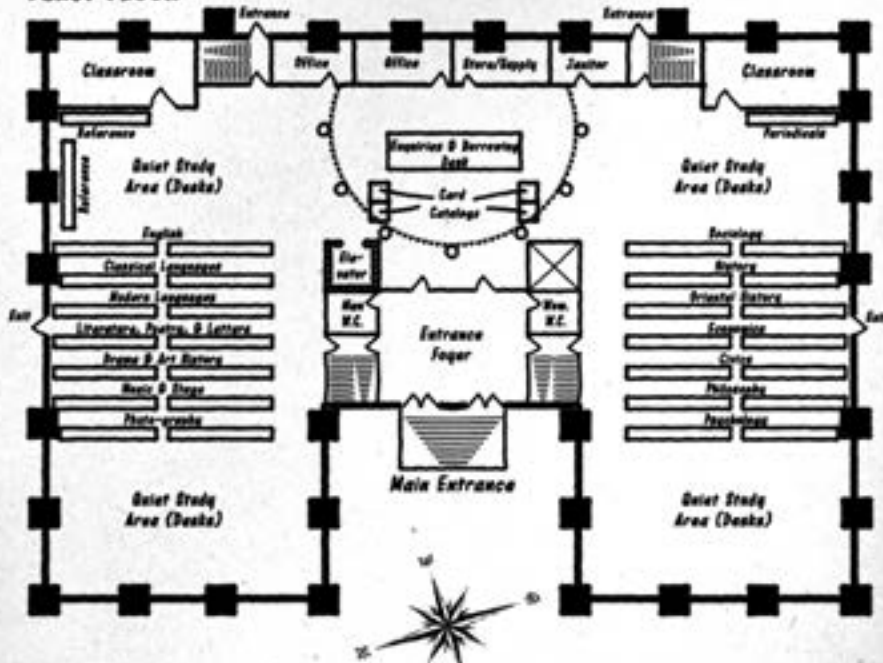 Entrance
Entrance
Classroom
Office
Office
Store/Supply
Janitor
Classroom
Reference
Periodicals
Enquiries & Borrowing
Desk
Quiet Study
Area (Desks)
Quiet Study
Area (Desks)
Reference
Card
Catalogs
English
Classical Languages
Modern Languages
Literature, Poetry, & Letters
Drama & Art History
Music & Stage
Photography
Exit
Ele-
vator
Men
W.C.
Wom.
W.C.
Entrance
Foyer
Sociology
History
Oriental History
Economics
Civics
Philosophy
Psychology
Main Entrance
Quiet Study
Area (Desks)
Quiet Study
Area (Desks)